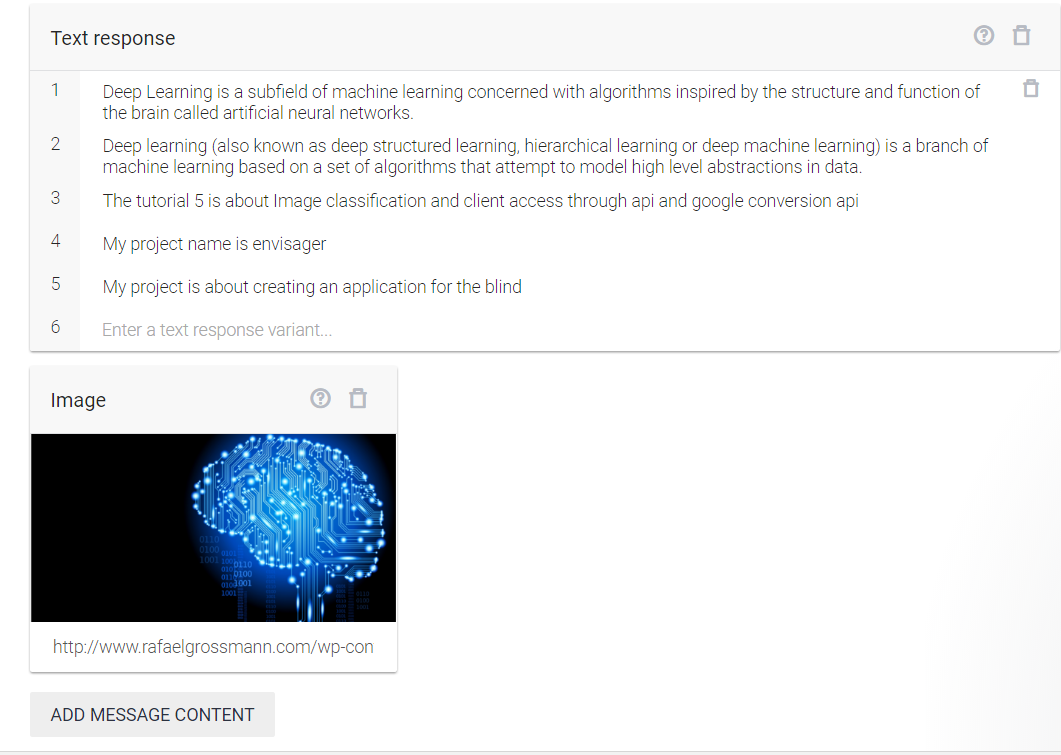 Text response
1 Deep Learning is a subfield of machine learning concerned with algorithms inspired by the structure and function of
the brain called artificial neural networks.
2 Deep learning (also known as deep structured learning, hierarchical learning or deep machine learning) is a branch of
machine learning based on a set of algorithms that attempt to model high level abstractions in data.
3 The tutorial 5 is about Image classification and client access through api and google conversion api
4 My project name is envisager
5 My project is about creating an application for the blind
6 Enter a text response variant...
Image
0110
0100
1001
0110
0100
1001
http://www.rafaelgrossmann.com/wp-con
ADD MESSAGE CONTENT